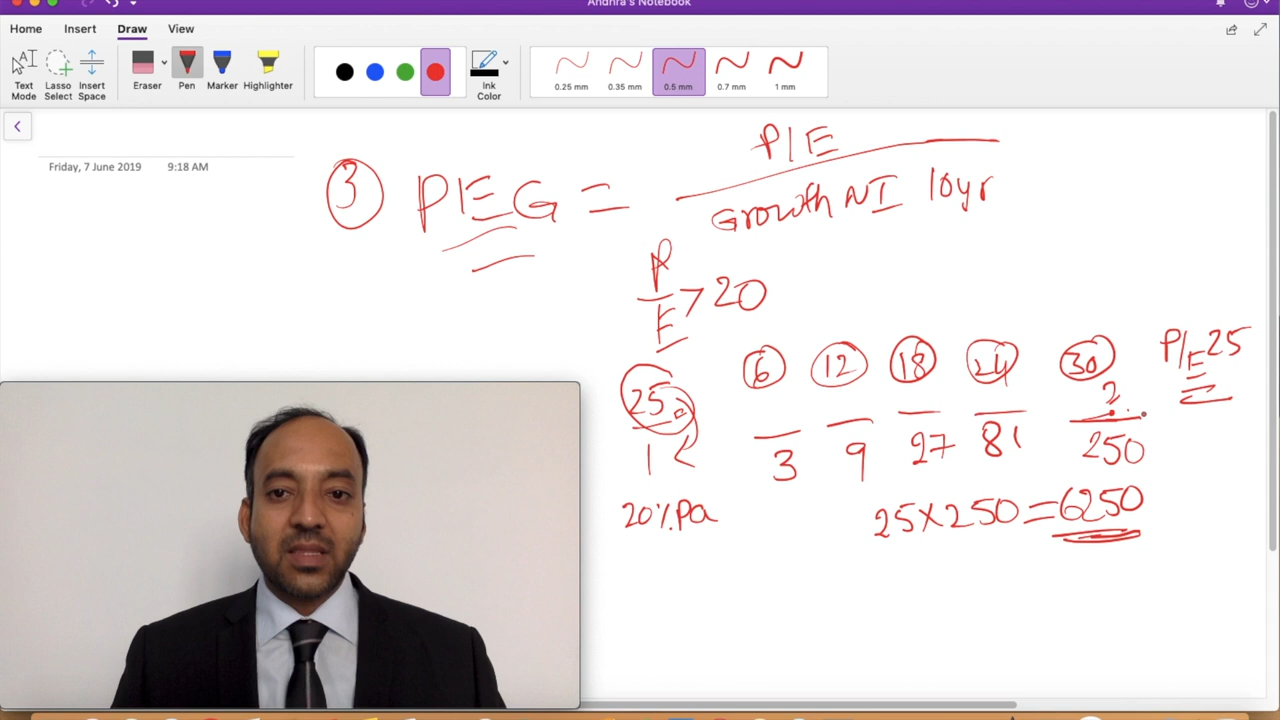 Andhra's Notebook
Home Insert Draw View
Text Mode
Lasso Select
Insert Space
Eraser
Pen
Marker
Highlighter
Ink Color
0.25 mm
0.35 mm
0.5 mm
0.7 mm
1 mm
Friday, 7 June 2019 9:18 AM
3 PEG = P/E
Growth NI 10yr
P
E > 20
6 12 18 24 30 P/E 25
25 ?
1 3 9 27 81 250
20% Pa 25 × 250 = 6250